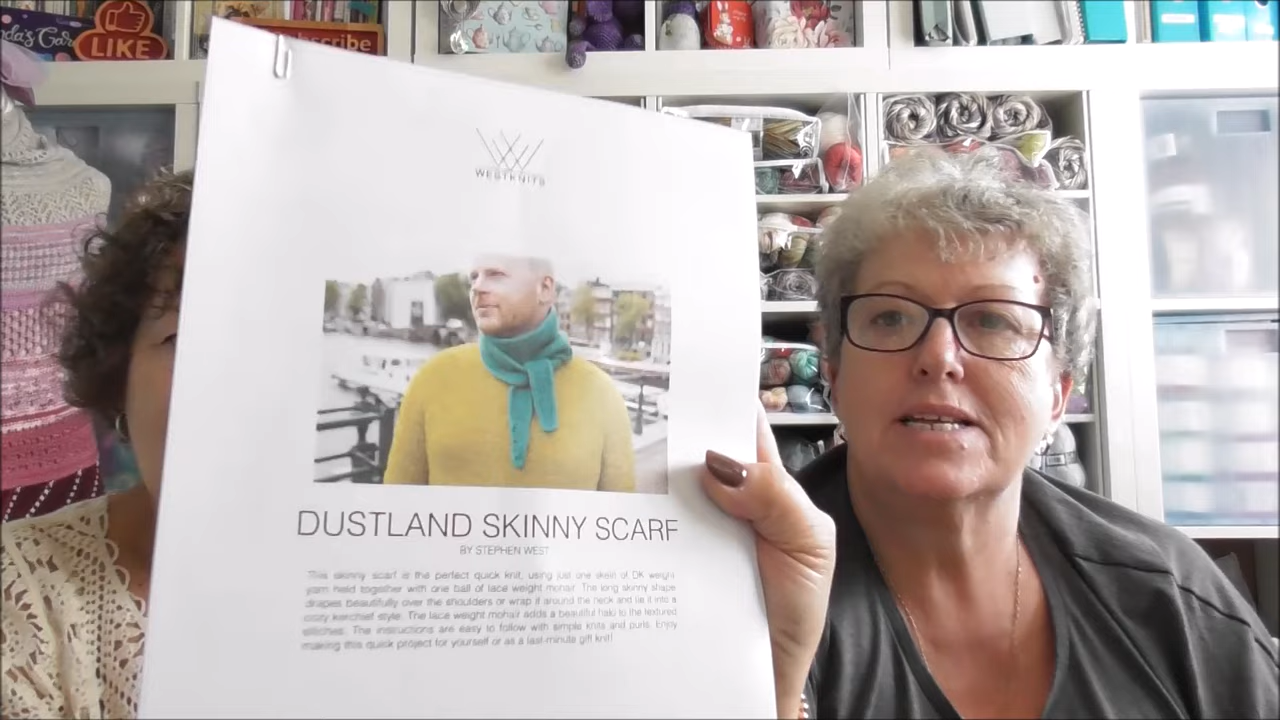 da's Car
LIKE
Subscribe
WESTKNITS
DUSTLAND SKINNY SCARF
BY STEPHEN WEST
This skinny scarf is the perfect quick knit, using just one skein of DK weight
yarn held together with one ball of lace weight mohair. The long skinny shape
drapes beautifully over the shoulders or wrap it around the neck and tie it into a
cozy kerchief style. The lace weight mohair adds a beautiful halo to the textured
stitches. The instructions are easy to follow with simple knits and purls. Enjoy
making this quick project for yourself or as a last-minute gift knit!